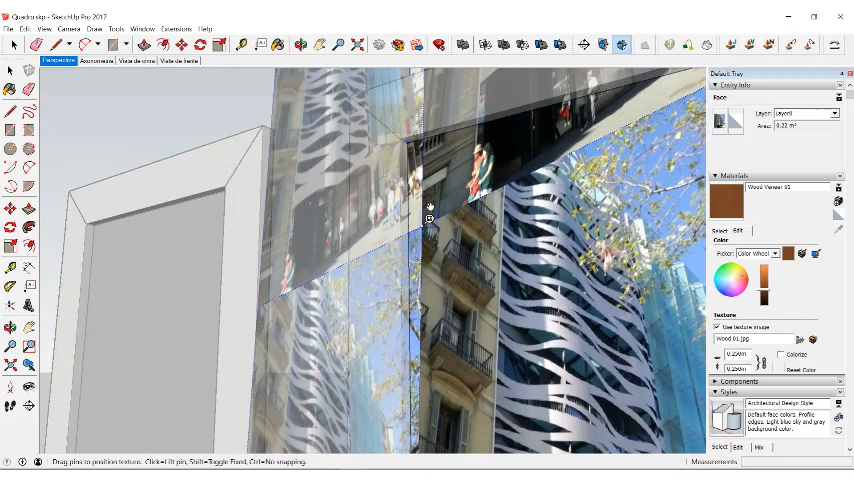 Quadro.skp - SketchUp Pro 2017
File Edit View Camera Draw Tools Window Extensions Help
Perspectiva Axonometria Vista de cima Vista de frente
Default Tray
Entity Info
Face
Layer: Layer0
Area: 0.22 m²
Materials
Wood Veneer 01
Select Edit
Color
Picker: Color Wheel
Texture
Use texture image
Wood 01.jpg
0.250m Colorize
0.250m Reset Color
Components
Styles
Architectural Design Style
Default face colors. Profile edges. Light blue sky and gray background color.
Select Edit Mix
Drag pins to position texture. Click=Lift pin, Shift=Toggle Fixed, Ctrl=No snapping.
Measurements